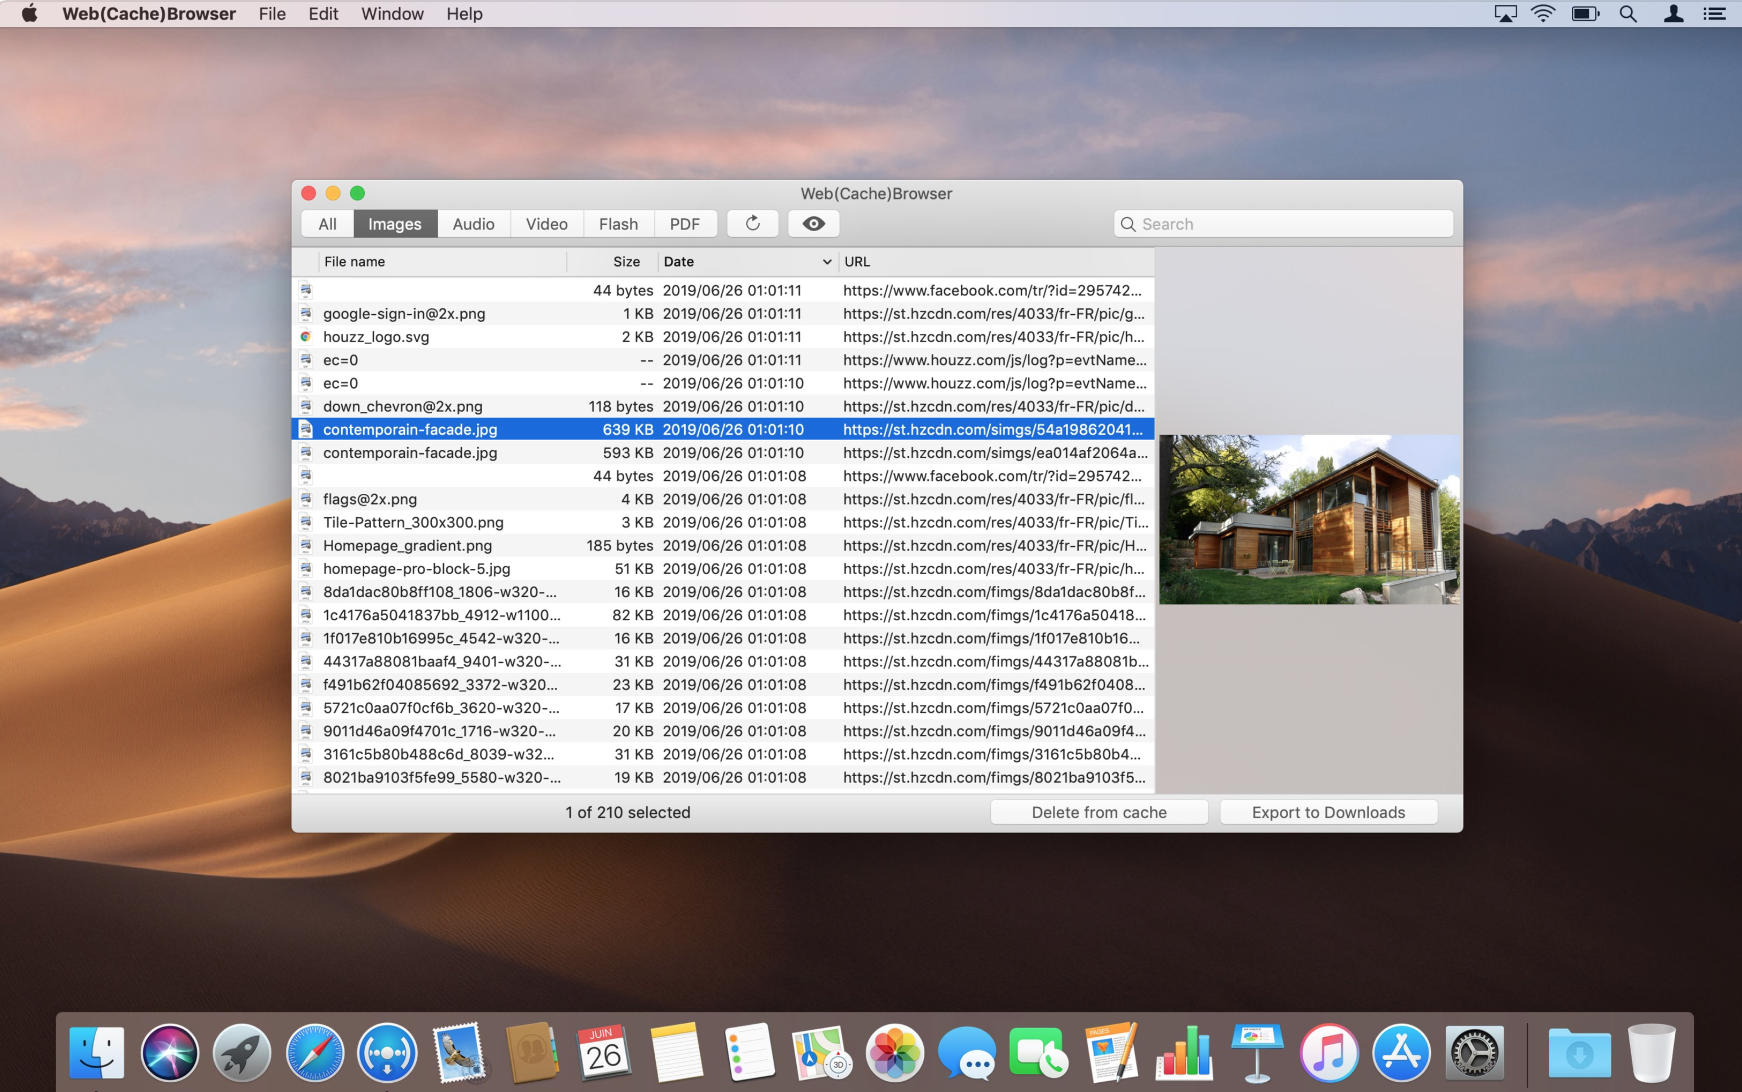 Web(Cache)Browser File Edit Window Help
Web(Cache)Browser
All Images Audio Video Flash PDF Search
File name Size Date URL
44 bytes 2019/06/26 01:01:11 https://www.facebook.com/tr/?id=295742...
google-sign-in@2x.png 1 KB 2019/06/26 01:01:11 https://st.hzcdn.com/res/4033/fr-FR/pic/g...
houzz_logo.svg 2 KB 2019/06/26 01:01:11 https://st.hzcdn.com/res/4033/fr-FR/pic/h...
ec=0 -- 2019/06/26 01:01:11 https://www.houzz.com/js/log?p=evtName...
ec=0 -- 2019/06/26 01:01:10 https://www.houzz.com/js/log?p=evtName...
down_chevron@2x.png 118 bytes 2019/06/26 01:01:10 https://st.hzcdn.com/res/4033/fr-FR/pic/d...
contemporain-facade.jpg 639 KB 2019/06/26 01:01:10 https://st.hzcdn.com/simgs/54a19862041...
contemporain-facade.jpg 593 KB 2019/06/26 01:01:10 https://st.hzcdn.com/simgs/ea014af2064a...
44 bytes 2019/06/26 01:01:08 https://www.facebook.com/tr/?id=295742...
flags@2x.png 4 KB 2019/06/26 01:01:08 https://st.hzcdn.com/res/4033/fr-FR/pic/fl...
Tile-Pattern_300x300.png 3 KB 2019/06/26 01:01:08 https://st.hzcdn.com/res/4033/fr-FR/pic/Ti...
Homepage_gradient.png 185 bytes 2019/06/26 01:01:08 https://st.hzcdn.com/res/4033/fr-FR/pic/H...
homepage-pro-block-5.jpg 51 KB 2019/06/26 01:01:08 https://st.hzcdn.com/res/4033/fr-FR/pic/h...
8da1dac80b8ff108_1806-w320-... 16 KB 2019/06/26 01:01:08 https://st.hzcdn.com/fimgs/8da1dac80b8f...
1c4176a5041837bb_4912-w1100... 82 KB 2019/06/26 01:01:08 https://st.hzcdn.com/fimgs/1c4176a50418...
1f017e810b16995c_4542-w320-... 16 KB 2019/06/26 01:01:08 https://st.hzcdn.com/fimgs/1f017e810b16...
44317a88081baaf4_9401-w320-... 31 KB 2019/06/26 01:01:08 https://st.hzcdn.com/fimgs/44317a88081b...
f491b62f04085692_3372-w320... 23 KB 2019/06/26 01:01:08 https://st.hzcdn.com/fimgs/f491b62f0408...
5721c0aa07f0cf6b_3620-w320-... 17 KB 2019/06/26 01:01:08 https://st.hzcdn.com/fimgs/5721c0aa07f0...
9011d46a09f4701c_1716-w320-... 20 KB 2019/06/26 01:01:08 https://st.hzcdn.com/fimgs/9011d46a09f4...
3161c5b80b488c6d_8039-w32... 31 KB 2019/06/26 01:01:08 https://st.hzcdn.com/fimgs/3161c5b80b4...
8021ba9103f5fe99_5580-w320-... 19 KB 2019/06/26 01:01:08 https://st.hzcdn.com/fimgs/8021ba9103f5...
1 of 210 selected Delete from cache Export to Downloads
JUIN
26
3D
PAGES